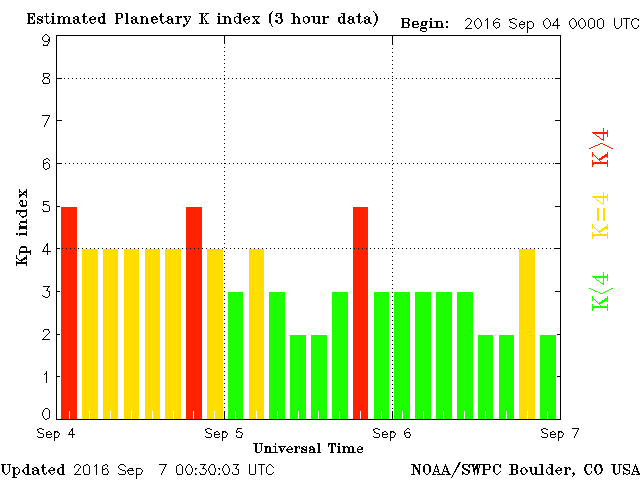 Estimated Planetary K index (3 hour data)
Begin: 2016 Sep 04 0000 UTC
9
8
7
6
5
4
3
2
1
0
Kp index
K>4
K=4
K<4
Sep 4
Sep 5
Sep 6
Sep 7
Universal Time
Updated 2016 Sep 7 00:30:03 UTC
NOAA/SWPC Boulder, CO USA